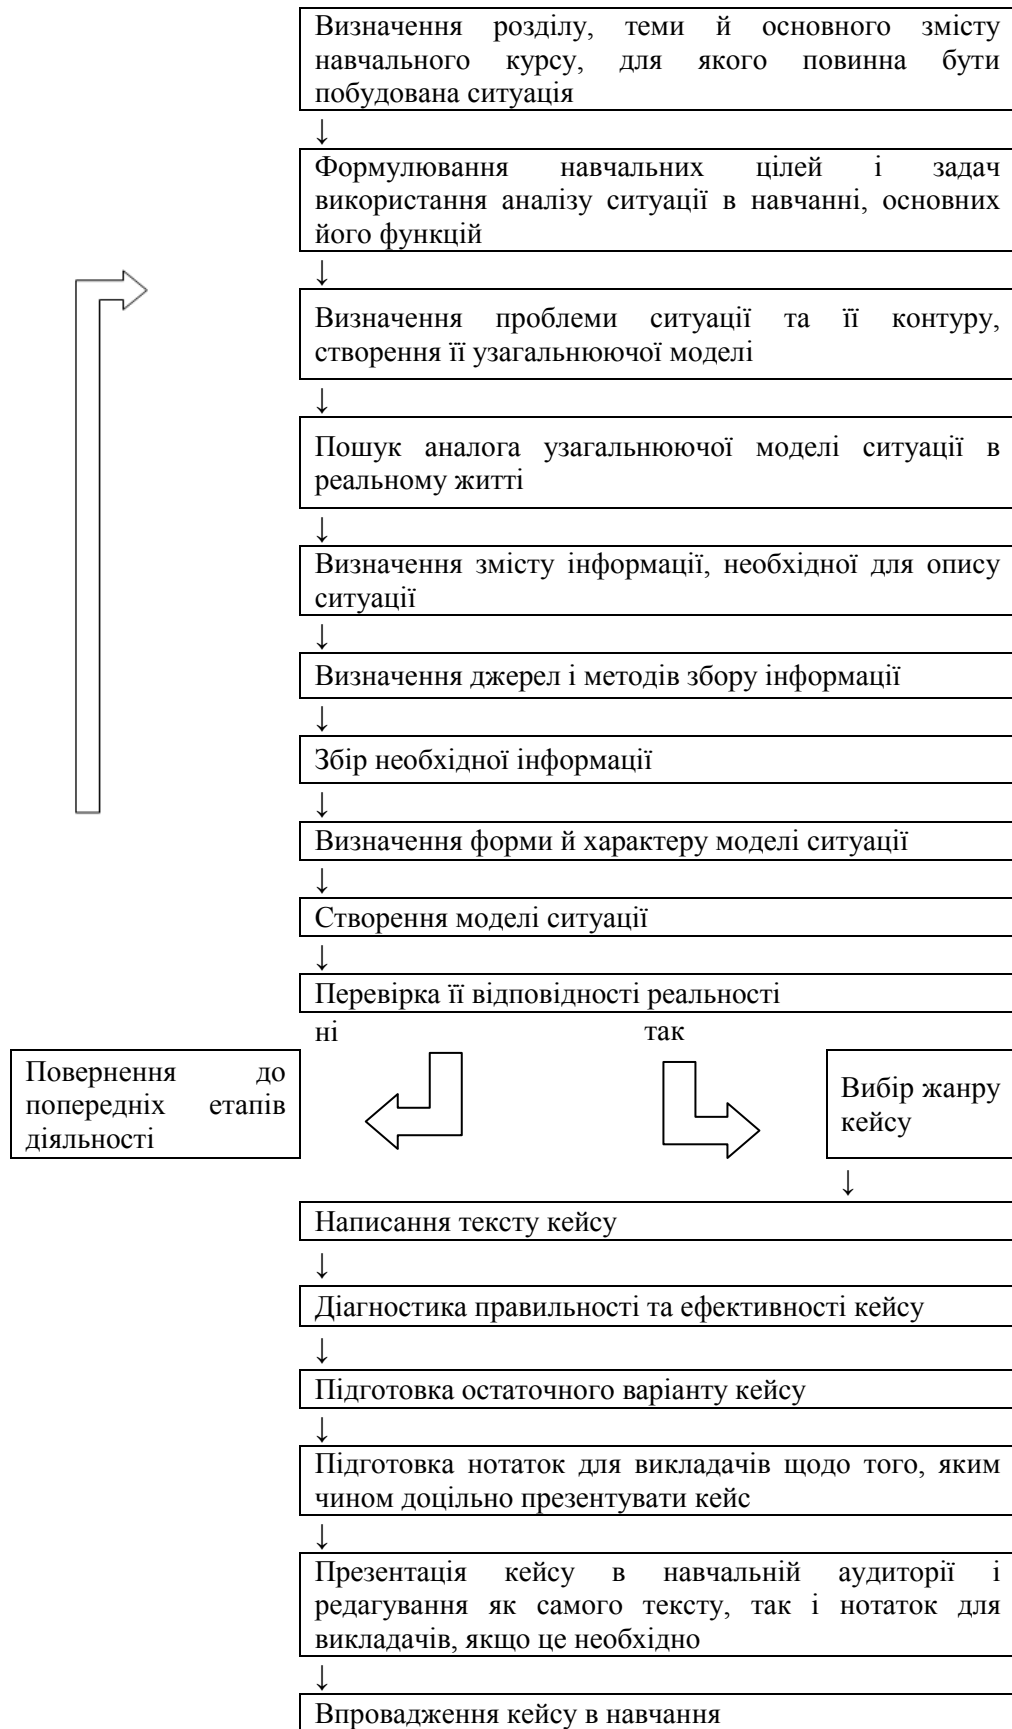 Визначення розділу, теми й основного змісту
навчального курсу, для якого повинна бути
побудована ситуація
↓
Формулювання навчальних цілей і задач
використання аналізу ситуації в навчанні, основних
його функцій
↓
Визначення проблеми ситуації та її контуру,
створення її узагальнюючої моделі
↓
Пошук аналога узагальнюючої моделі ситуації в
реальному житті
↓
Визначення змісту інформації, необхідної для опису
ситуації
↓
Визначення джерел і методів збору інформації
↓
Збір необхідної інформації
↓
Визначення форми й характеру моделі ситуації
↓
Створення моделі ситуації
↓
Перевірка її відповідності реальності
ні так
Повернення до
попередніх етапів
діяльності
Вибір жанру
кейсу
↓
Написання тексту кейсу
↓
Діагностика правильності та ефективності кейсу
↓
Підготовка остаточного варіанту кейсу
↓
Підготовка нотаток для викладачів щодо того, яким
чином доцільно презентувати кейс
↓
Презентація кейсу в навчальній аудиторії і
редагування як самого тексту, так і нотаток для
викладачів, якщо це необхідно
↓
Впровадження кейсу в навчання